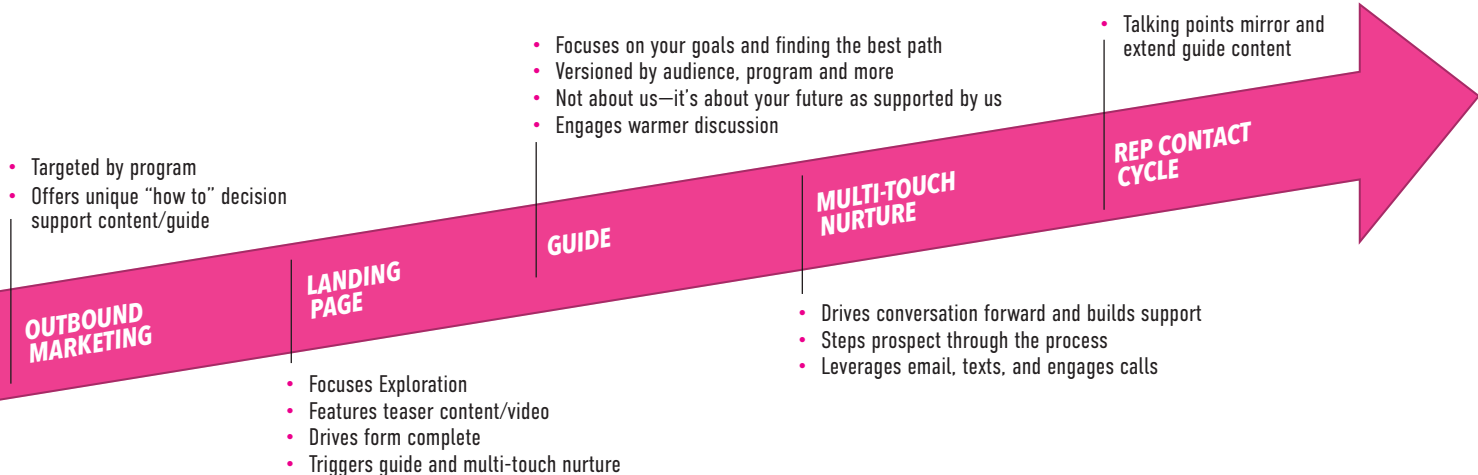 • Targeted by program
• Offers unique “how to” decision
support content/guide
OUTBOUND
MARKETING
LANDING
PAGE
• Focuses Exploration
• Features teaser content/video
• Drives form complete
• Triggers guide and multi-touch nurture
• Focuses on your goals and finding the best path
• Versioned by audience, program and more
• Not about us—it’s about your future as supported by us
• Engages warmer discussion
GUIDE
MULTI-TOUCH
NURTURE
• Drives conversation forward and builds support
• Steps prospect through the process
• Leverages email, texts, and engages calls
• Talking points mirror and
extend guide content
REP CONTACT
CYCLE